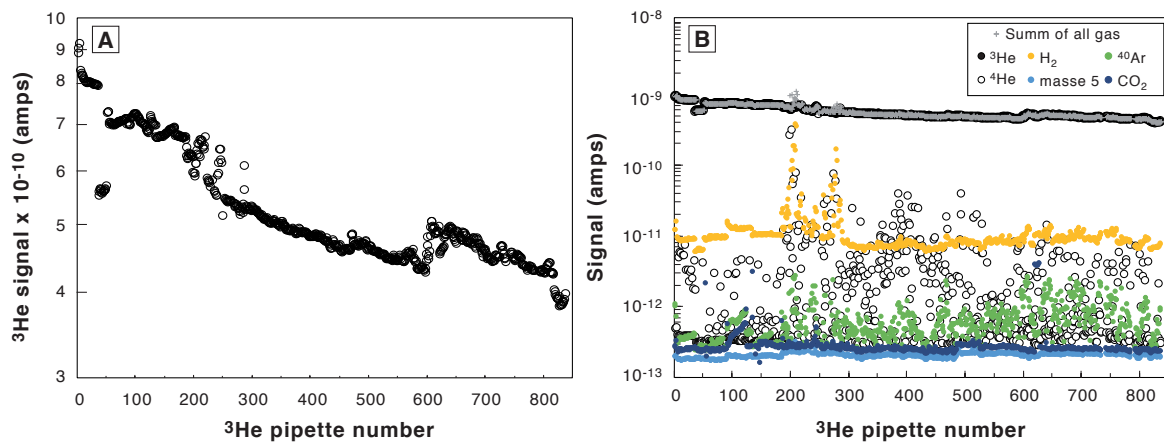 A
10
9
8
7
6
5
4
3
³He signal x 10⁻¹⁰ (amps)
0 100 200 300 400 500 600 700 800
³He pipette number
B
10⁻⁸
10⁻⁹
10⁻¹⁰
10⁻¹¹
10⁻¹²
10⁻¹³
Signal (amps)
Summ of all gas
³He H₂ ⁴⁰Ar
⁴He masse 5 CO₂
0 100 200 300 400 500 600 700 800
³He pipette number